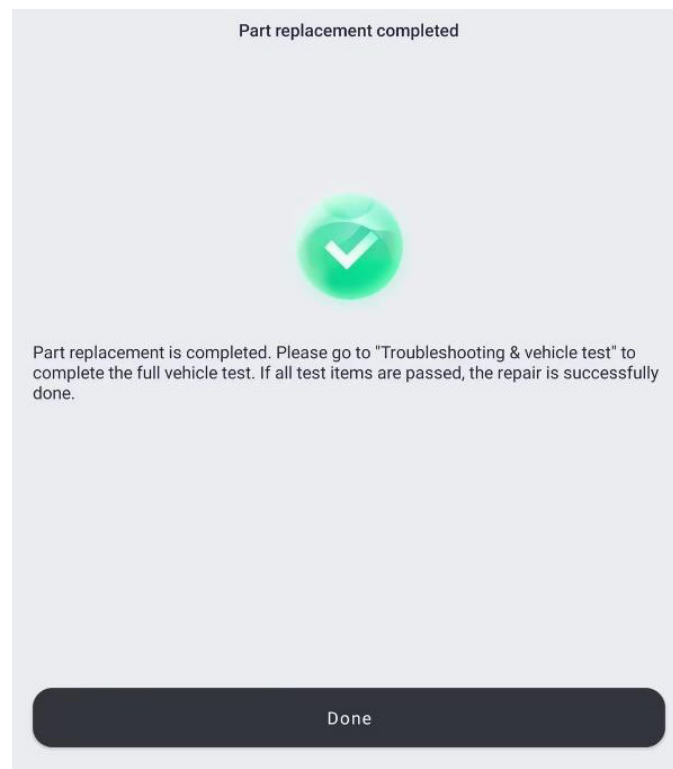 Part replacement completed
Part replacement is completed. Please go to "Troubleshooting & vehicle test" to
complete the full vehicle test. If all test items are passed, the repair is successfully
done.
Done